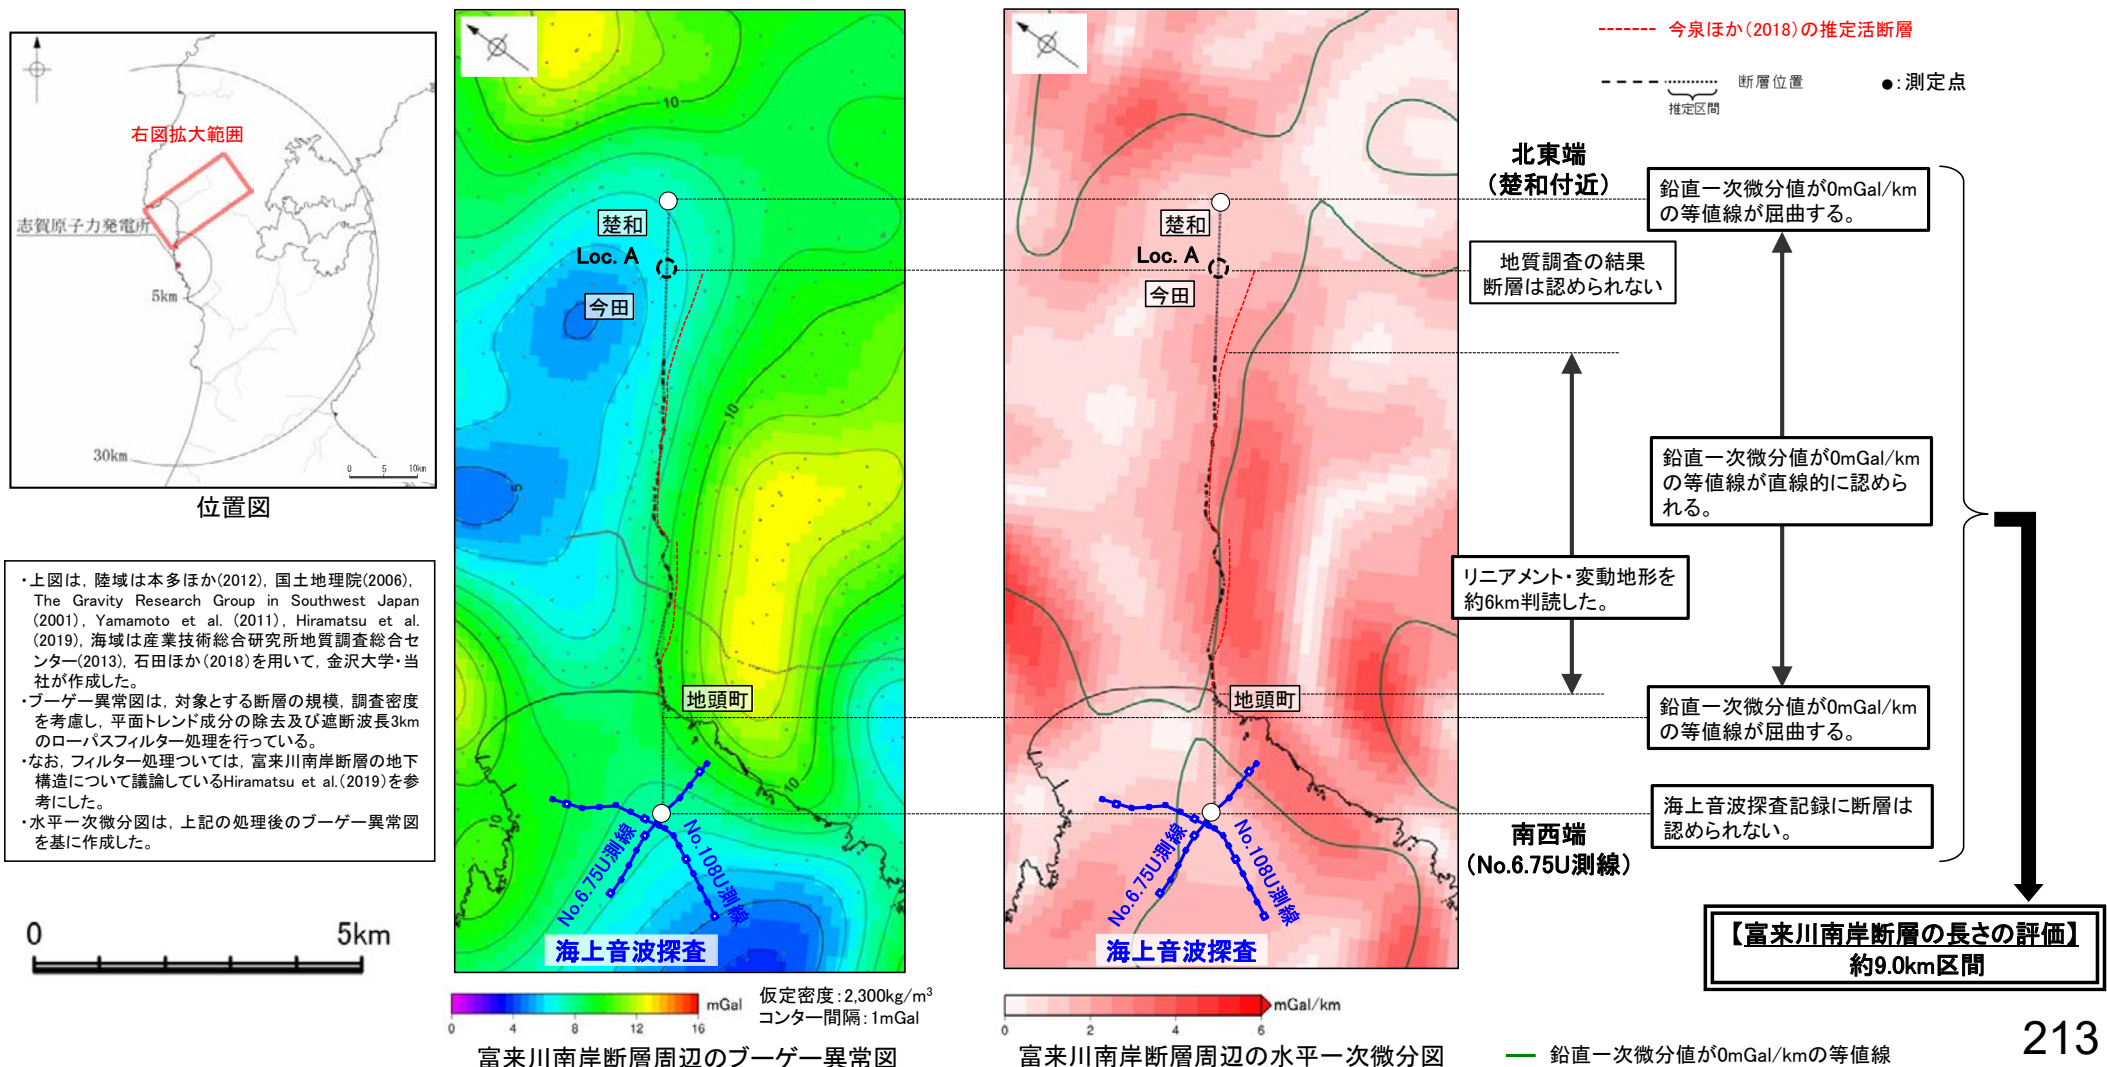 右図拡大範囲
志賀原子力発電所
5km
30km
0 5 10km
位置図
・上図は，陸域は本多ほか(2012)，国土地理院(2006)，
The Gravity Research Group in Southwest Japan
(2001)，Yamamoto et al. (2011)，Hiramatsu et al.
(2019)，海域は産業技術総合研究所地質調査総合セ
ンター(2013)，石田ほか(2018)を用いて，金沢大学・当
社が作成した。
・ブーゲー異常図は，対象とする断層の規模，調査密度
を考慮し，平面トレンド成分の除去及び遮断波長3km
のローパスフィルター処理を行っている。
・なお，フィルター処理ついては，富来川南岸断層の地下
構造について議論しているHiramatsu et al.(2019)を参
考にした。
・水平一次微分図は，上記の処理後のブーゲー異常図
を基に作成した。
0 5km
10
楚和
Loc. A
今田
10
5
地頭町
10
10
No.6.75U測線
No.108U測線
海上音波探査
mGal
0 4 8 12 16
仮定密度：2,300kg/m³
コンター間隔：1mGal
富来川南岸断層周辺のブーゲー異常図
楚和
Loc. A
今田
地頭町
No.6.75U測線
No.108U測線
海上音波探査
mGal/km
0 2 4 6
富来川南岸断層周辺の水平一次微分図
今泉ほか(2018)の推定活断層
断層位置
推定区間
●：測定点
北東端
(楚和付近)
鉛直一次微分値が0mGal/km
の等値線が屈曲する。
地質調査の結果
断層は認められない
鉛直一次微分値が0mGal/km
の等値線が直線的に認めら
れる。
リニアメント・変動地形を
約6km判読した。
鉛直一次微分値が0mGal/km
の等値線が屈曲する。
海上音波探査記録に断層は
認められない。
南西端
(No.6.75U測線)
【富来川南岸断層の長さの評価】
約9.0km区間
鉛直一次微分値が0mGal/kmの等値線
213